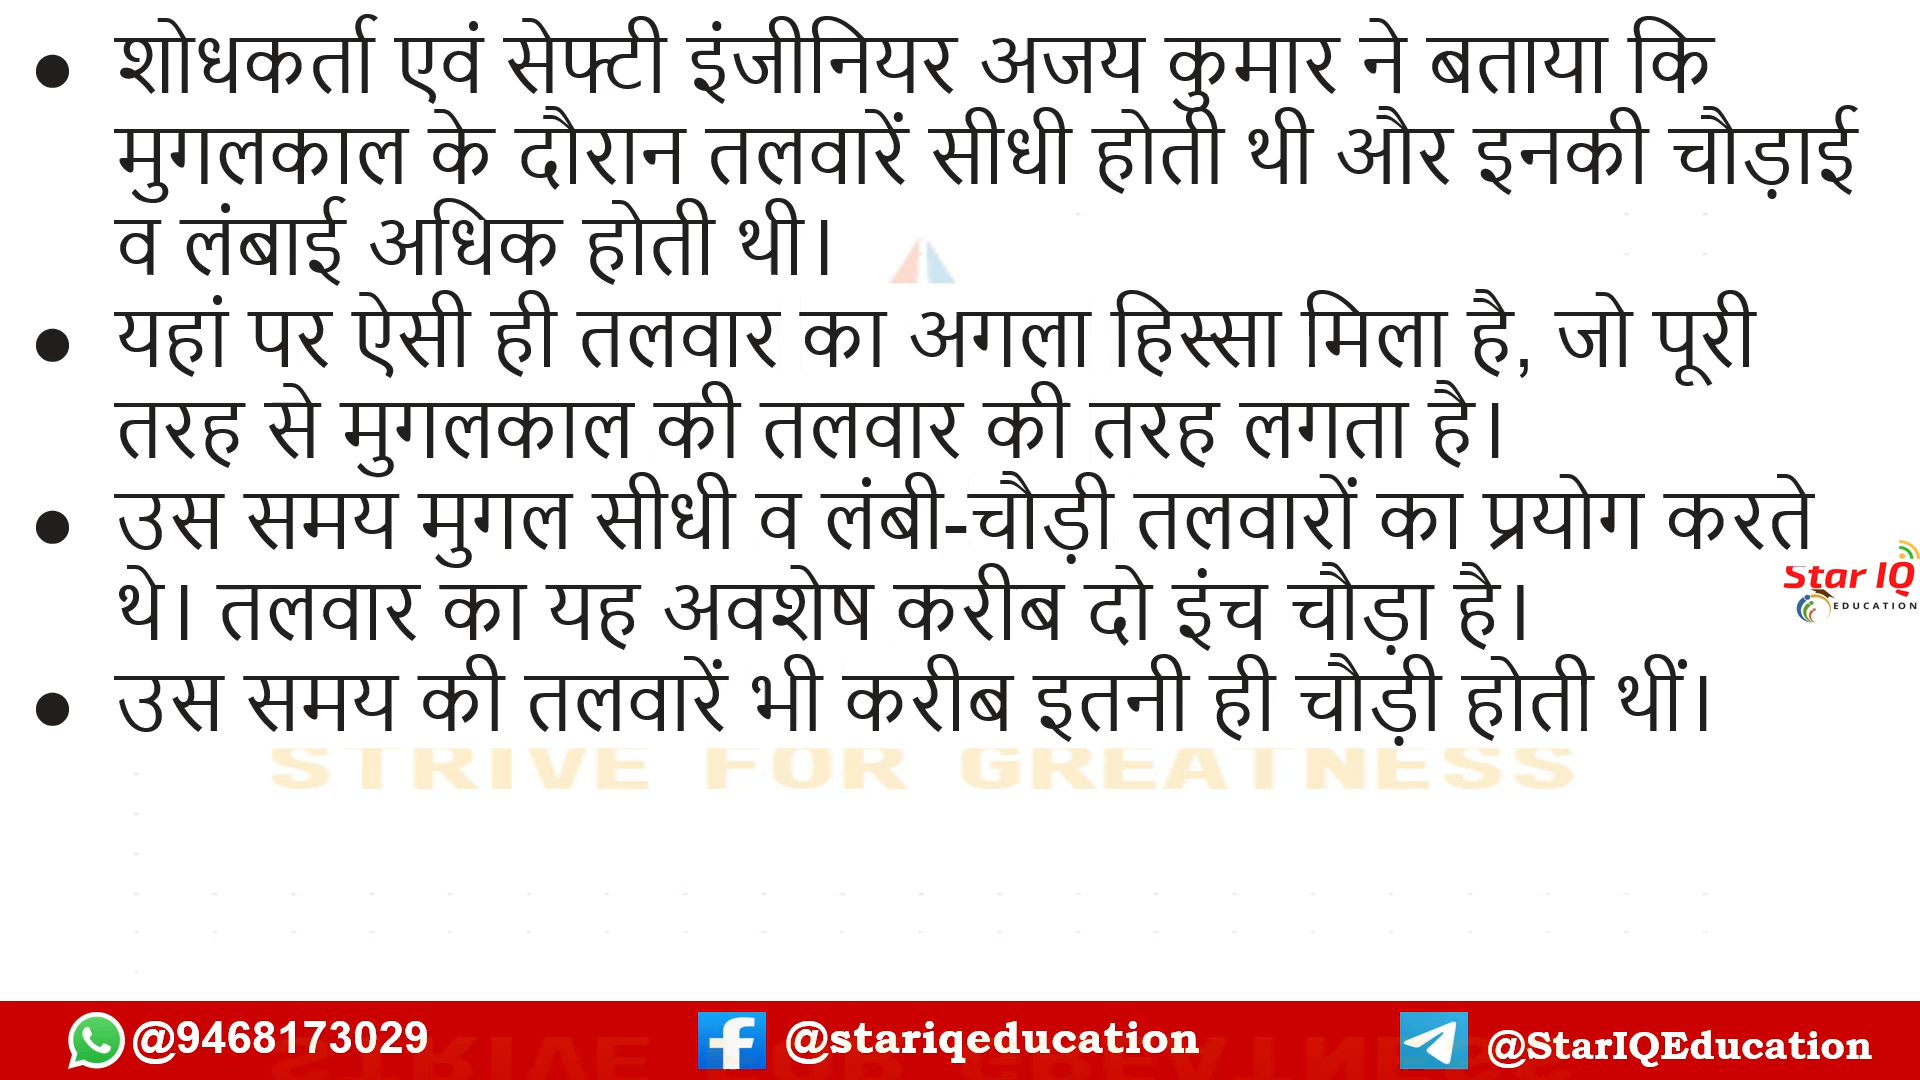 ● शोधकर्ता एवं सेफ्टी इंजीनियर अजय कुमार ने बताया कि
मुगलकाल के दौरान तलवारें सीधी होती थी और इनकी चौड़ाई
व लंबाई अधिक होती थी।
● यहां पर ऐसी ही तलवार का अगला हिस्सा मिला है, जो पूरी
तरह से मुगलकाल की तलवार की तरह लगता है।
● उस समय मुगल सीधी व लंबी-चौड़ी तलवारों का प्रयोग करते
थे। तलवार का यह अवशेष करीब दो इंच चौड़ा है।
● उस समय की तलवारें भी करीब इतनी ही चौड़ी होती थीं।
Star IQ
EDUCATION
STRIVE FOR GREATNESS
@9468173029 @stariqeducation @StarIQEducation